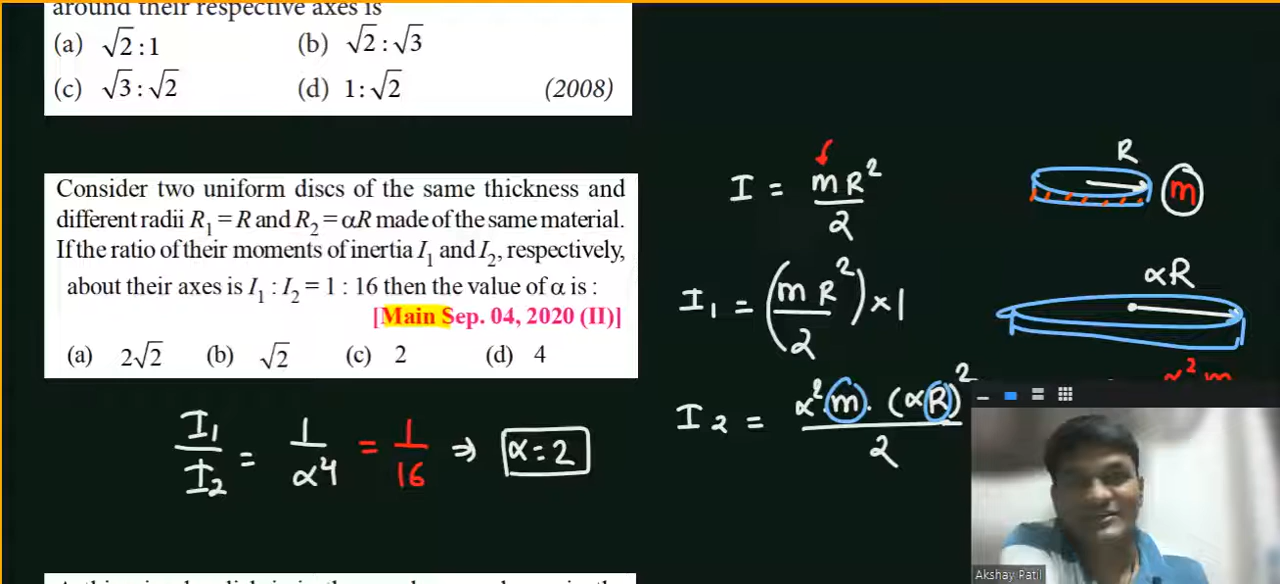 around their respective axes is
(a) √2 : 1 (b) √2 : √3
(c) √3 : √2 (d) 1 : √2 (2008)
Consider two uniform discs of the same thickness and
different radii R₁ = R and R₂ = αR made of the same material.
If the ratio of their moments of inertia I₁ and I₂, respectively,
about their axes is I₁ : I₂ = 1 : 16 then the value of α is :
[Main Sep. 04, 2020 (II)]
(a) 2√2 (b) √2 (c) 2 (d) 4
I₁/I₂ = 1/α⁴ = 1/16 ⇒ α = 2
I = mR²/2
R
m
I₁ = (mR²/2) × 1
αR
α² m
I₂ = α² m · (αR)²/2
Akshay Patil